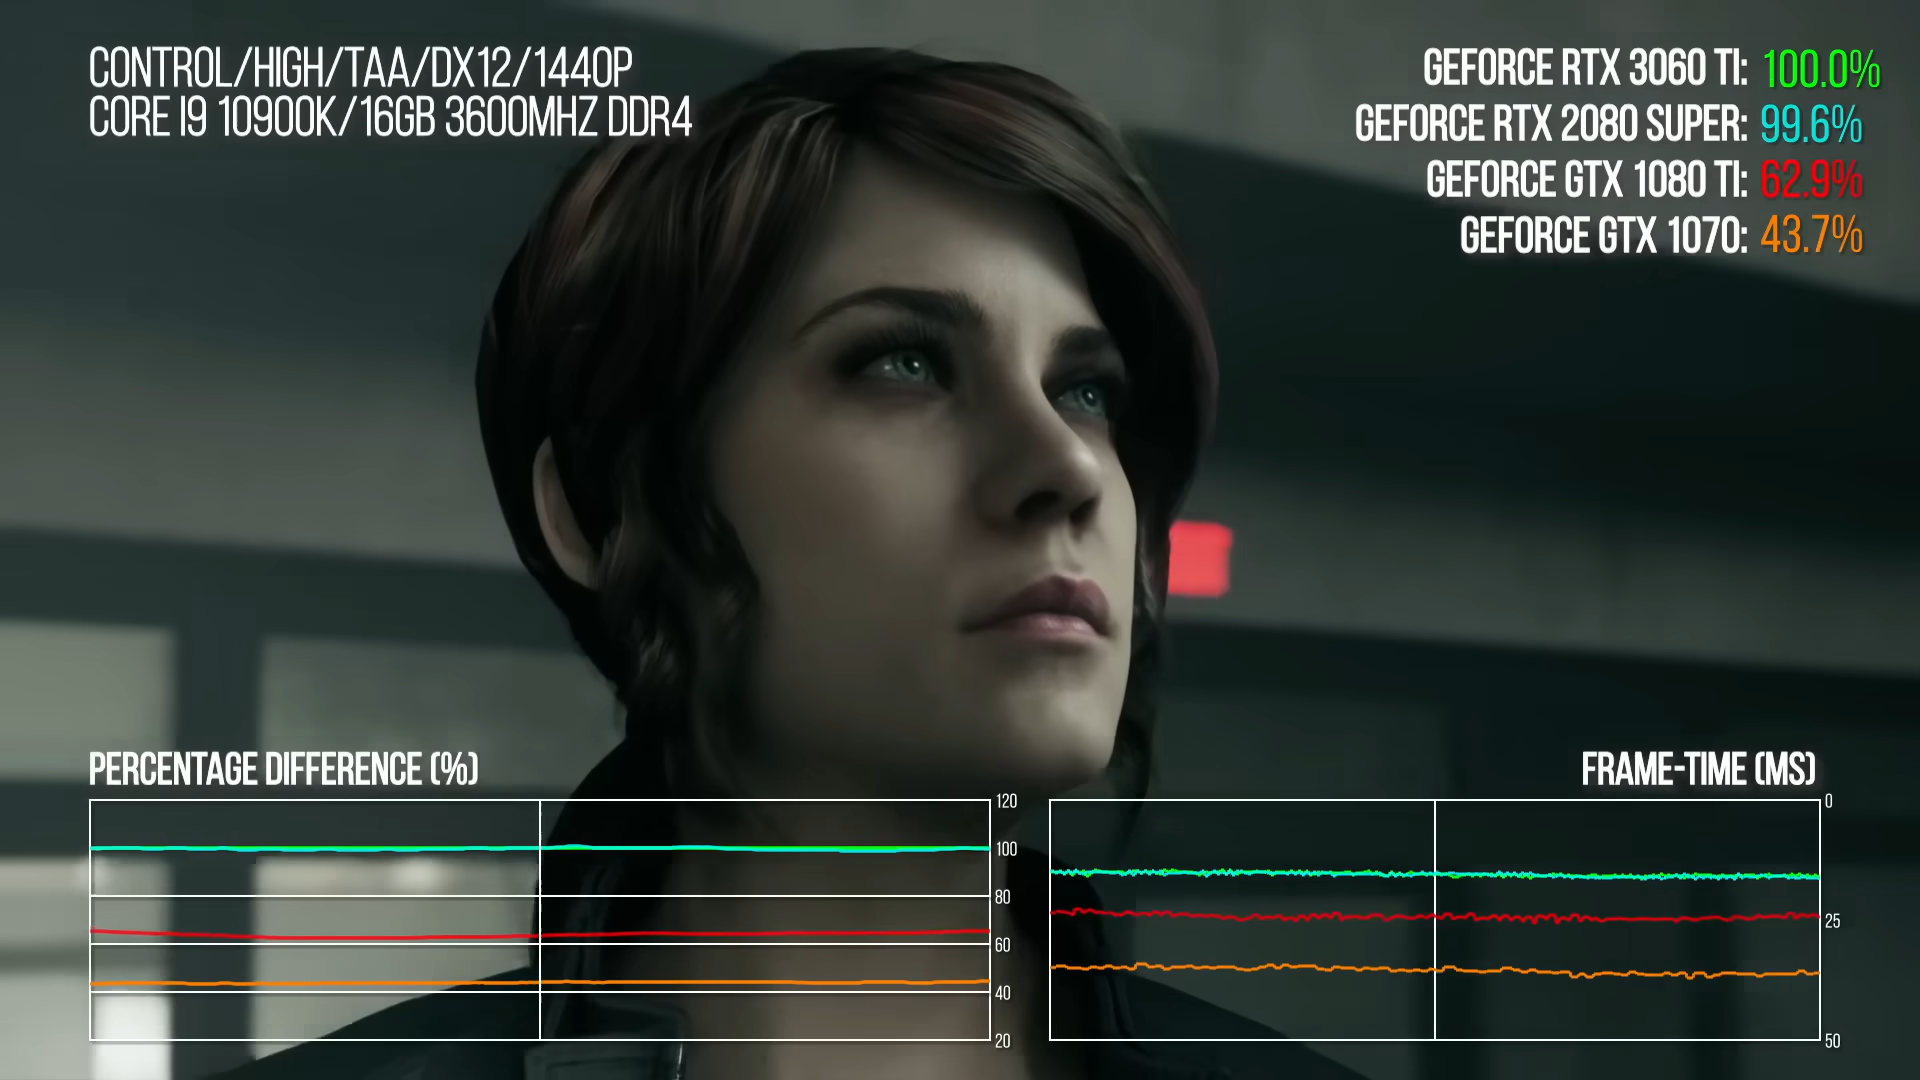 CONTROL/HIGH/TAA/DX12/1440P
CORE I9 10900K/16GB 3600MHZ DDR4
GEFORCE RTX 3060 TI: 100.0%
GEFORCE RTX 2080 SUPER: 99.6%
GEFORCE GTX 1080 TI: 62.9%
GEFORCE GTX 1070: 43.7%
PERCENTAGE DIFFERENCE (%)
120
100
80
60
40
20
FRAME-TIME (MS)
0
25
50